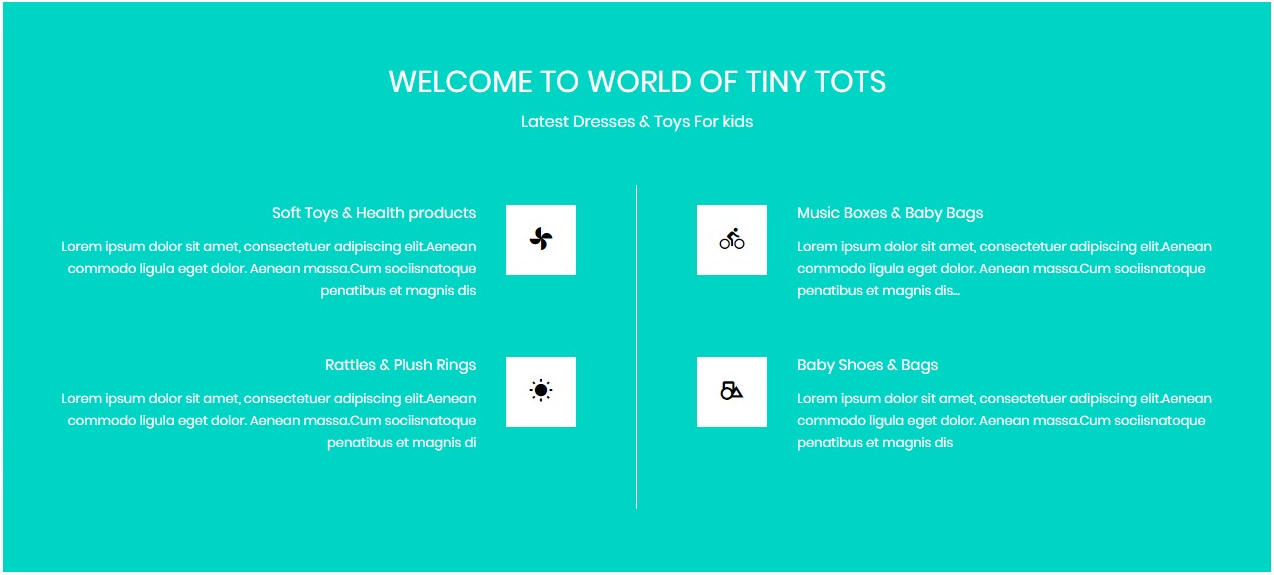 WELCOME TO WORLD OF TINY TOTS
Latest Dresses & Toys For kids
Soft Toys & Health products
Lorem ipsum dolor sit amet, consectetuer adipiscing elit.Aenean
commodo ligula eget dolor. Aenean massa.Cum sociisnatoque
penatibus et magnis dis
Rattles & Plush Rings
Lorem ipsum dolor sit amet, consectetuer adipiscing elit.Aenean
commodo ligula eget dolor. Aenean massa.Cum sociisnatoque
penatibus et magnis di
Music Boxes & Baby Bags
Lorem ipsum dolor sit amet, consectetuer adipiscing elit.Aenean
commodo ligula eget dolor. Aenean massa.Cum sociisnatoque
penatibus et magnis dis...
Baby Shoes & Bags
Lorem ipsum dolor sit amet, consectetuer adipiscing elit.Aenean
commodo ligula eget dolor. Aenean massa.Cum sociisnatoque
penatibus et magnis dis